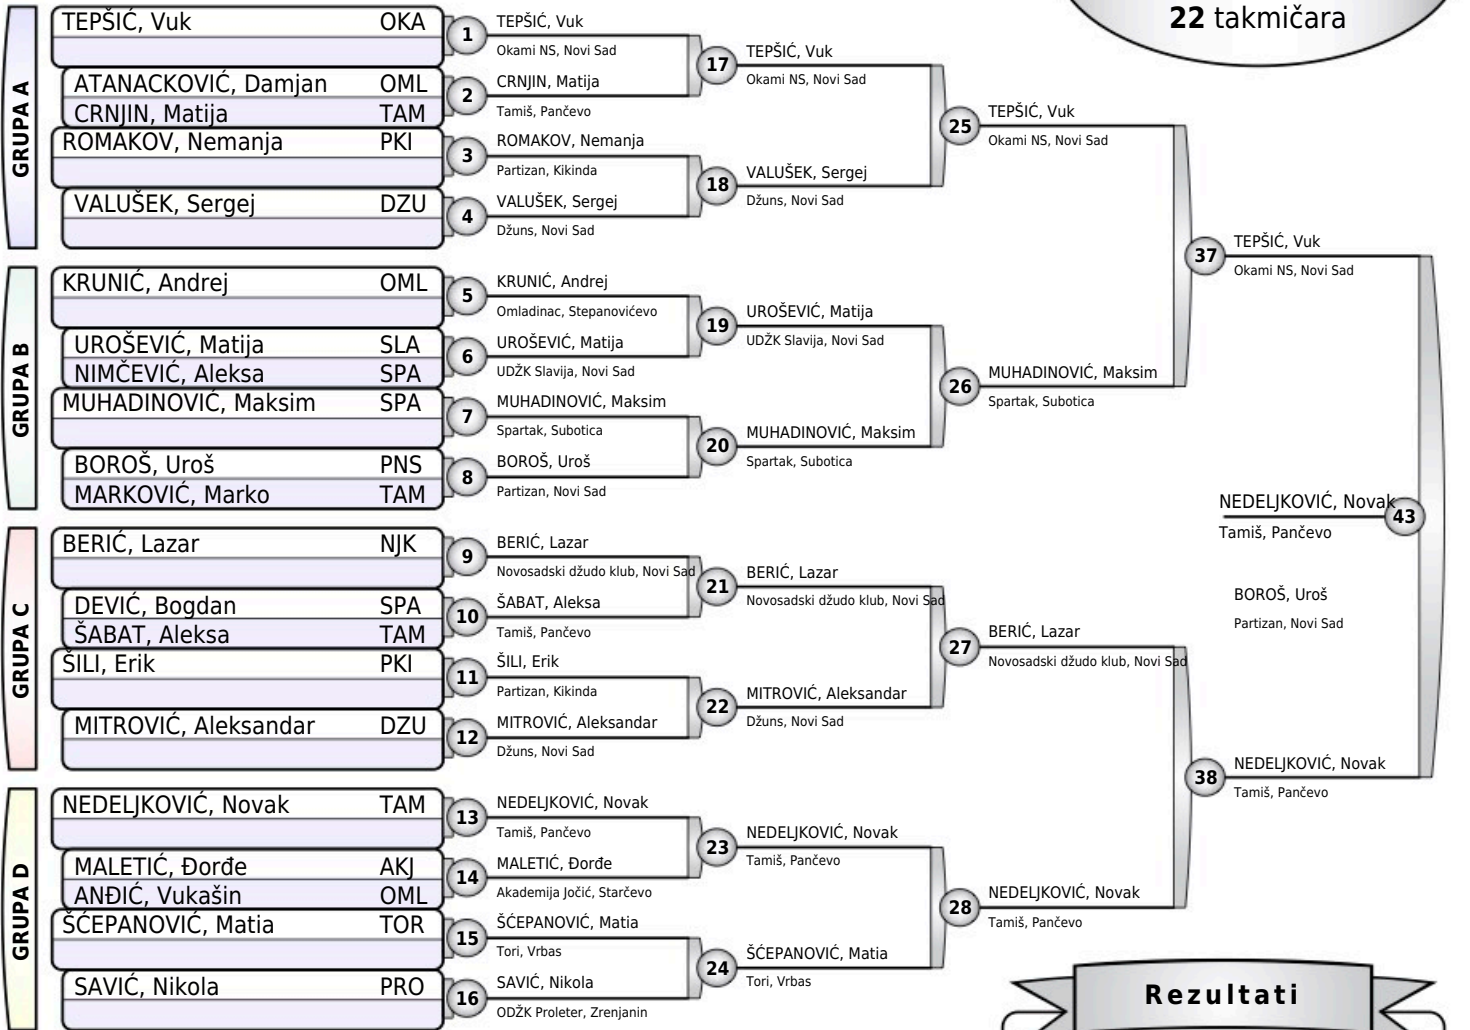 22 takmičara
GRUPA A
TEPŠIĆ, Vuk OKA
ATANACKOVIĆ, Damjan OML
CRNJIN, Matija TAM
ROMAKOV, Nemanja PKI
VALUŠEK, Sergej DZU
GRUPA B
KRUNIĆ, Andrej OML
UROŠEVIĆ, Matija SLA
NIMČEVIĆ, Aleksa SPA
MUHADINOVIĆ, Maksim SPA
BOROŠ, Uroš PNS
MARKOVIĆ, Marko TAM
GRUPA C
BERIĆ, Lazar NJK
DEVIĆ, Bogdan SPA
ŠABAT, Aleksa TAM
ŠILI, Erik PKI
MITROVIĆ, Aleksandar DZU
GRUPA D
NEDELJKOVIĆ, Novak TAM
MALETIĆ, Đorđe AKJ
ANĐIĆ, Vukašin OML
ŠĆEPANOVIĆ, Matia TOR
SAVIĆ, Nikola PRO
1
TEPŠIĆ, Vuk
Okami NS, Novi Sad
2
CRNJIN, Matija
Tamiš, Pančevo
3
ROMAKOV, Nemanja
Partizan, Kikinda
4
VALUŠEK, Sergej
Džuns, Novi Sad
5
KRUNIĆ, Andrej
Omladinac, Stepanovićevo
6
UROŠEVIĆ, Matija
UDŽK Slavija, Novi Sad
7
MUHADINOVIĆ, Maksim
Spartak, Subotica
8
BOROŠ, Uroš
Partizan, Novi Sad
9
BERIĆ, Lazar
Novosadski džudo klub, Novi Sad
10
ŠABAT, Aleksa
Tamiš, Pančevo
11
ŠILI, Erik
Partizan, Kikinda
12
MITROVIĆ, Aleksandar
Džuns, Novi Sad
13
NEDELJKOVIĆ, Novak
Tamiš, Pančevo
14
MALETIĆ, Đorđe
Akademija Jočić, Starčevo
15
ŠĆEPANOVIĆ, Matia
Tori, Vrbas
16
SAVIĆ, Nikola
ODŽK Proleter, Zrenjanin
17
TEPŠIĆ, Vuk
Okami NS, Novi Sad
18
VALUŠEK, Sergej
Džuns, Novi Sad
19
UROŠEVIĆ, Matija
UDŽK Slavija, Novi Sad
20
MUHADINOVIĆ, Maksim
Spartak, Subotica
21
BERIĆ, Lazar
Novosadski džudo klub, Novi Sad
22
MITROVIĆ, Aleksandar
Džuns, Novi Sad
23
NEDELJKOVIĆ, Novak
Tamiš, Pančevo
24
ŠĆEPANOVIĆ, Matia
Tori, Vrbas
25
TEPŠIĆ, Vuk
Okami NS, Novi Sad
26
MUHADINOVIĆ, Maksim
Spartak, Subotica
27
BERIĆ, Lazar
Novosadski džudo klub, Novi Sad
28
NEDELJKOVIĆ, Novak
Tamiš, Pančevo
37
TEPŠIĆ, Vuk
Okami NS, Novi Sad
38
NEDELJKOVIĆ, Novak
Tamiš, Pančevo
NEDELJKOVIĆ, Novak
43
Tamiš, Pančevo
BOROŠ, Uroš
Partizan, Novi Sad
Rezultati